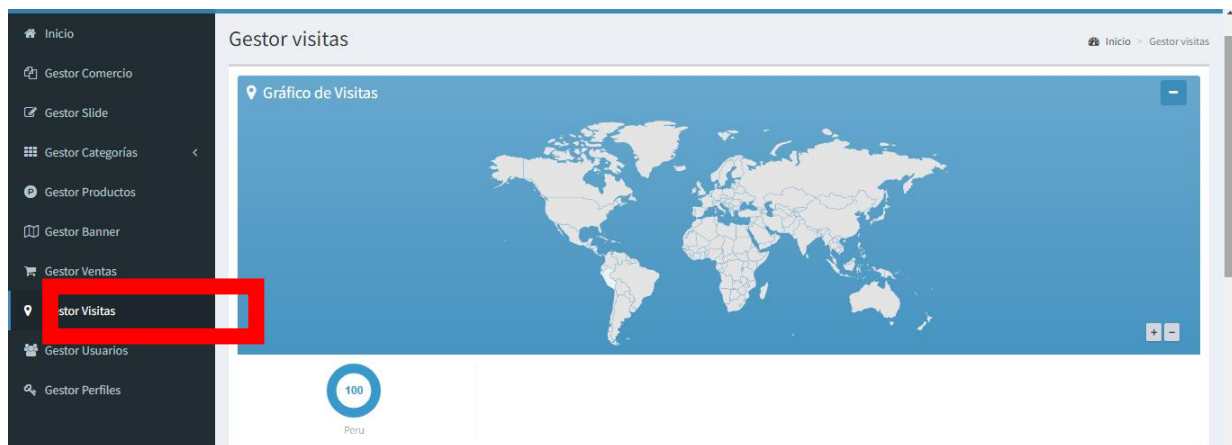 Inicio
Gestor Comercio
Gestor Slide
Gestor Categorías
Gestor Productos
Gestor Banner
Gestor Ventas
stor Visitas
Gestor Usuarios
Gestor Perfiles
Gestor visitas
Inicio > Gestor visitas
Gráfico de Visitas
100
Peru